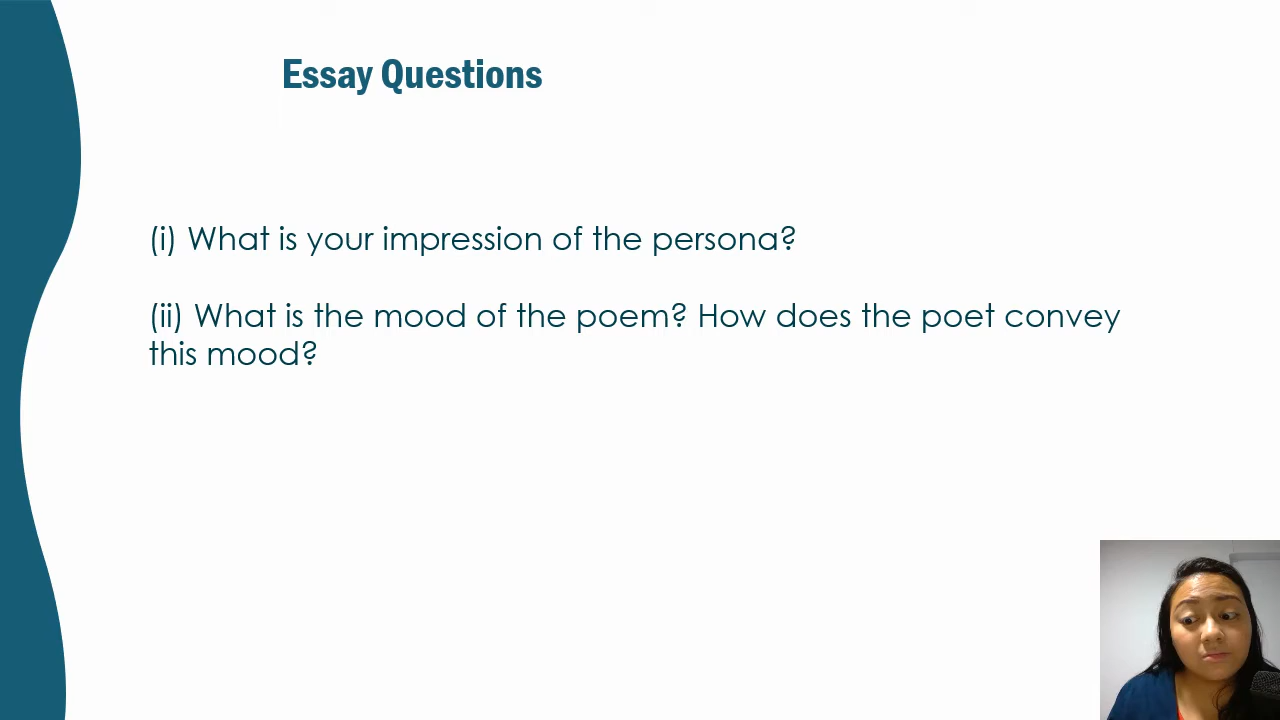 Essay Questions
(i) What is your impression of the persona?
(ii) What is the mood of the poem? How does the poet convey
this mood?